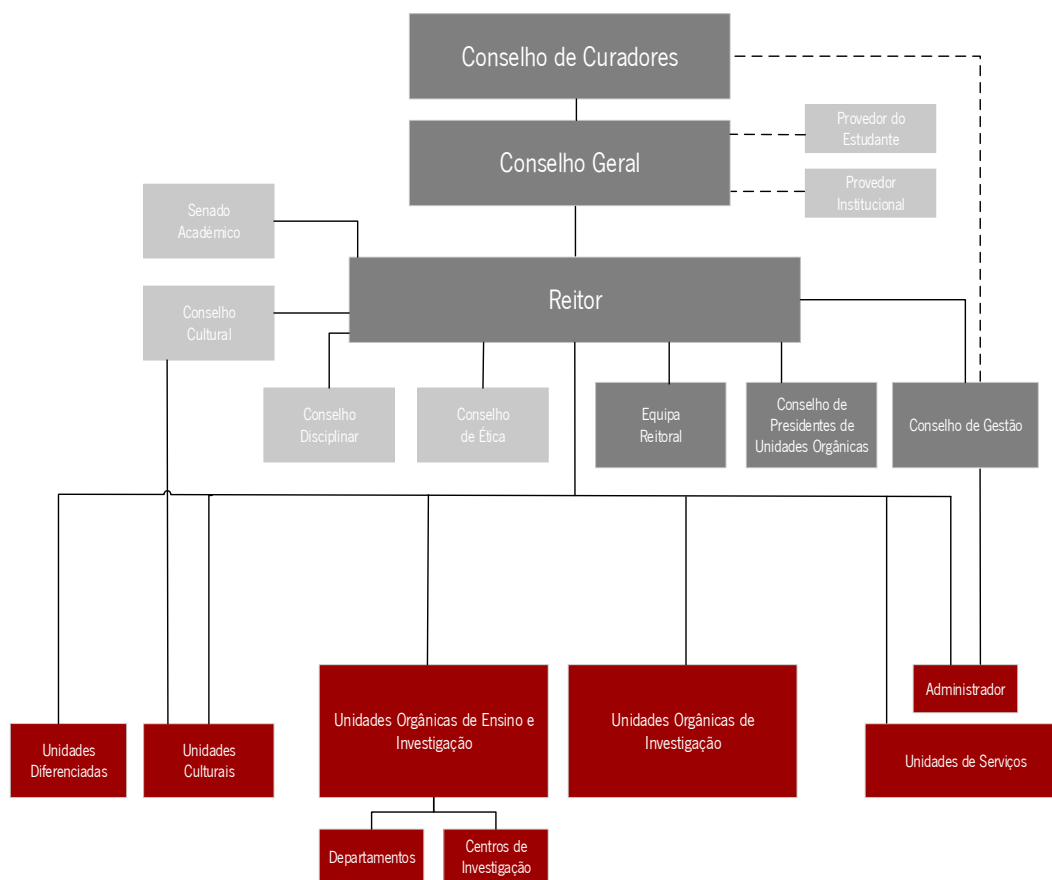 Conselho de Curadores
Provedor do
Estudante
Conselho Geral
Provedor
Institucional
Senado
Académico
Reitor
Conselho
Cultural
Conselho
Disciplinar
Conselho
de Ética
Equipa
Reitoral
Conselho de
Presidentes de
Unidades Orgânicas
Conselho de Gestão
Administrador
Unidades
Diferenciadas
Unidades
Culturais
Unidades Orgânicas de Ensino e
Investigação
Unidades Orgânicas de
Investigação
Unidades de Serviços
Departamentos
Centros de
Investigação